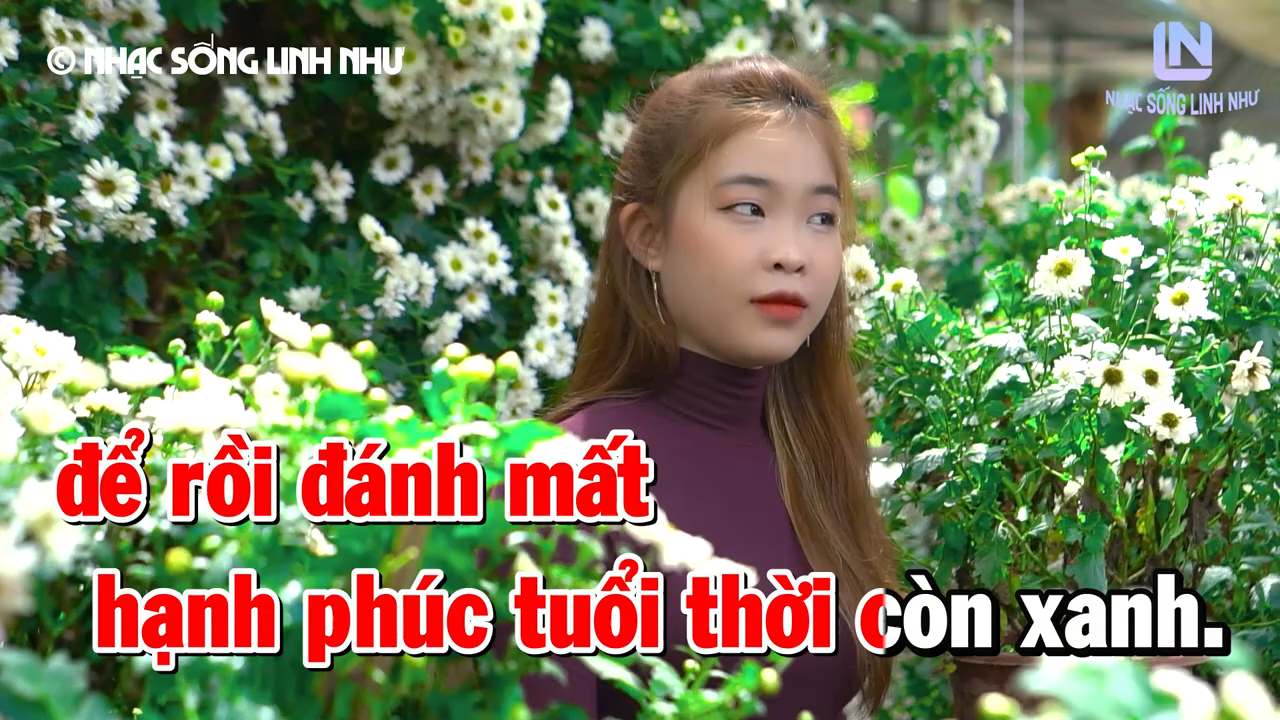 © NHẠC SỐNG LINH NHƯ
LN
NHẠC SỐNG LINH NHƯ
để rồi đánh mất
hạnh phúc tuổi thời còn xanh.